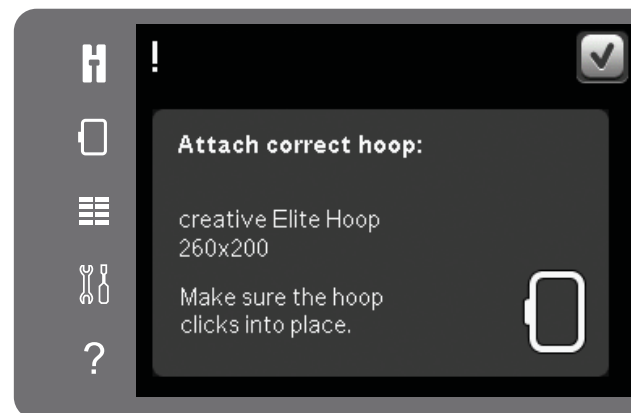 !
Attach correct hoop:
creative Elite Hoop
260x200
Make sure the hoop
clicks into place.
?